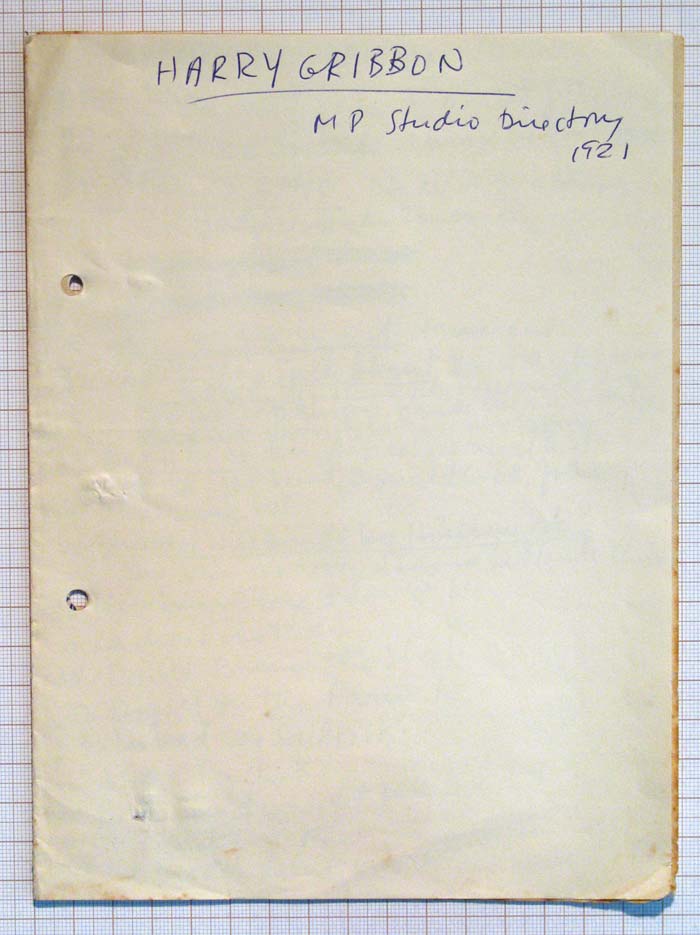 HARRY GRIBBON
MP Studio Directory
1921